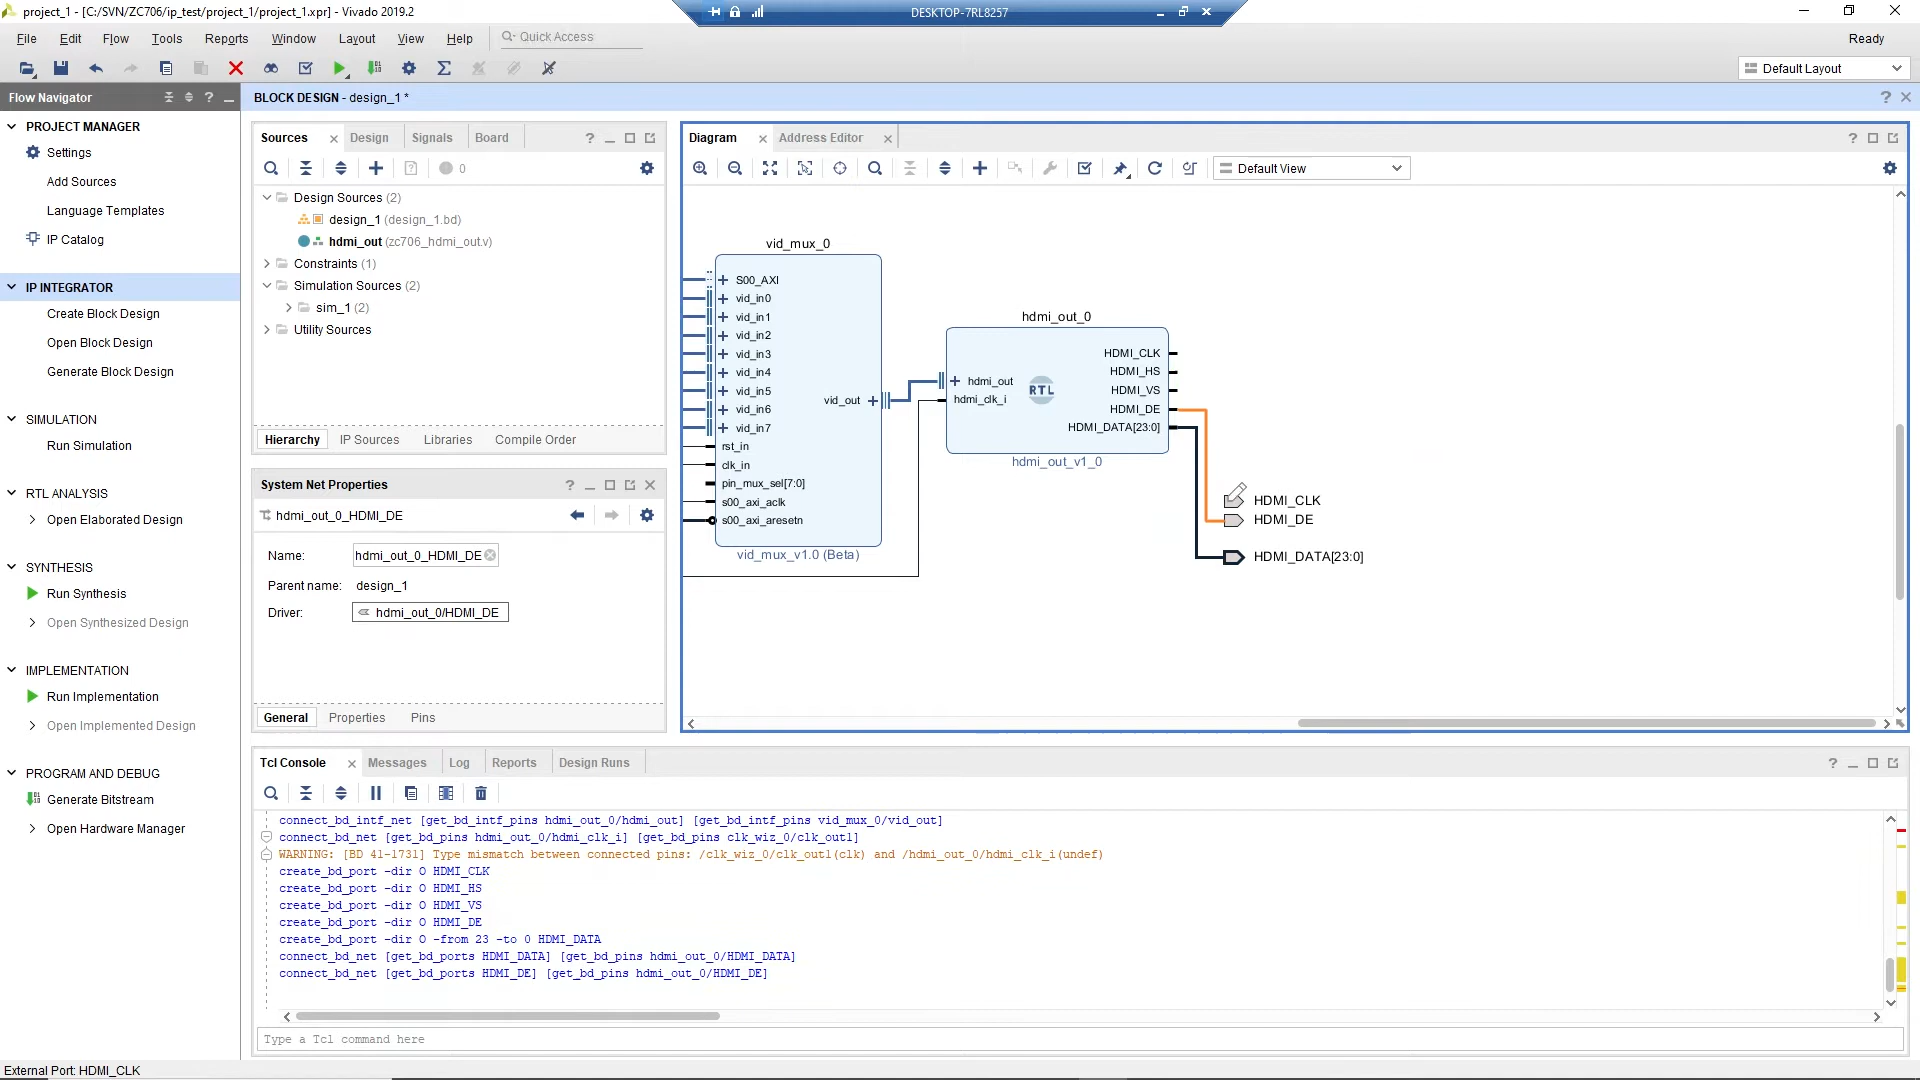 project_1 - [C:/SVN/ZC706/ip_test/project_1/project_1.xpr] - Vivado 2019.2
DESKTOP-7RL8257
File Edit Flow Tools Reports Window Layout View Help
Quick Access
Ready
Default Layout
Flow Navigator
BLOCK DESIGN - design_1 *
PROJECT MANAGER
Settings
Add Sources
Language Templates
IP Catalog
IP INTEGRATOR
Create Block Design
Open Block Design
Generate Block Design
SIMULATION
Run Simulation
RTL ANALYSIS
Open Elaborated Design
SYNTHESIS
Run Synthesis
Open Synthesized Design
IMPLEMENTATION
Run Implementation
Open Implemented Design
PROGRAM AND DEBUG
Generate Bitstream
Open Hardware Manager
Sources Design Signals Board
0
Design Sources (2)
design_1 (design_1.bd)
hdmi_out (zc706_hdmi_out.v)
Constraints (1)
Simulation Sources (2)
sim_1 (2)
Utility Sources
Hierarchy IP Sources Libraries Compile Order
System Net Properties
hdmi_out_0_HDMI_DE
Name: hdmi_out_0_HDMI_DE
Parent name: design_1
Driver: hdmi_out_0/HDMI_DE
General Properties Pins
Diagram Address Editor
Default View
vid_mux_0
S00_AXI
vid_in0
vid_in1
vid_in2
vid_in3
vid_in4
vid_in5
vid_in6
vid_in7
rst_in
clk_in
pin_mux_sel[7:0]
s00_axi_aclk
s00_axi_aresetn
vid_out
vid_mux_v1.0 (Beta)
hdmi_out_0
hdmi_out
hdmi_clk_i
RTL
HDMI_CLK
HDMI_HS
HDMI_VS
HDMI_DE
HDMI_DATA[23:0]
hdmi_out_v1_0
HDMI_CLK
HDMI_DE
HDMI_DATA[23:0]
Tcl Console Messages Log Reports Design Runs
connect_bd_intf_net [get_bd_intf_pins hdmi_out_0/hdmi_out] [get_bd_intf_pins vid_mux_0/vid_out]
connect_bd_net [get_bd_pins hdmi_out_0/hdmi_clk_i] [get_bd_pins clk_wiz_0/clk_out1]
WARNING: [BD 41-1731] Type mismatch between connected pins: /clk_wiz_0/clk_out1(clk) and /hdmi_out_0/hdmi_clk_i(undef)
create_bd_port -dir O HDMI_CLK
create_bd_port -dir O HDMI_HS
create_bd_port -dir O HDMI_VS
create_bd_port -dir O HDMI_DE
create_bd_port -dir O -from 23 -to 0 HDMI_DATA
connect_bd_net [get_bd_ports HDMI_DATA] [get_bd_pins hdmi_out_0/HDMI_DATA]
connect_bd_net [get_bd_ports HDMI_DE] [get_bd_pins hdmi_out_0/HDMI_DE]
Type a Tcl command here
External Port: HDMI_CLK